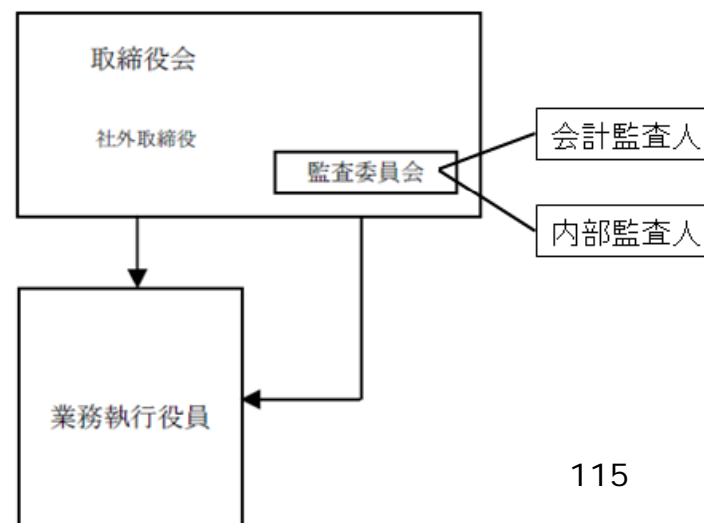 取締役会
社外取締役
監査委員会
会計監査人
内部監査人
業務執行役員
115